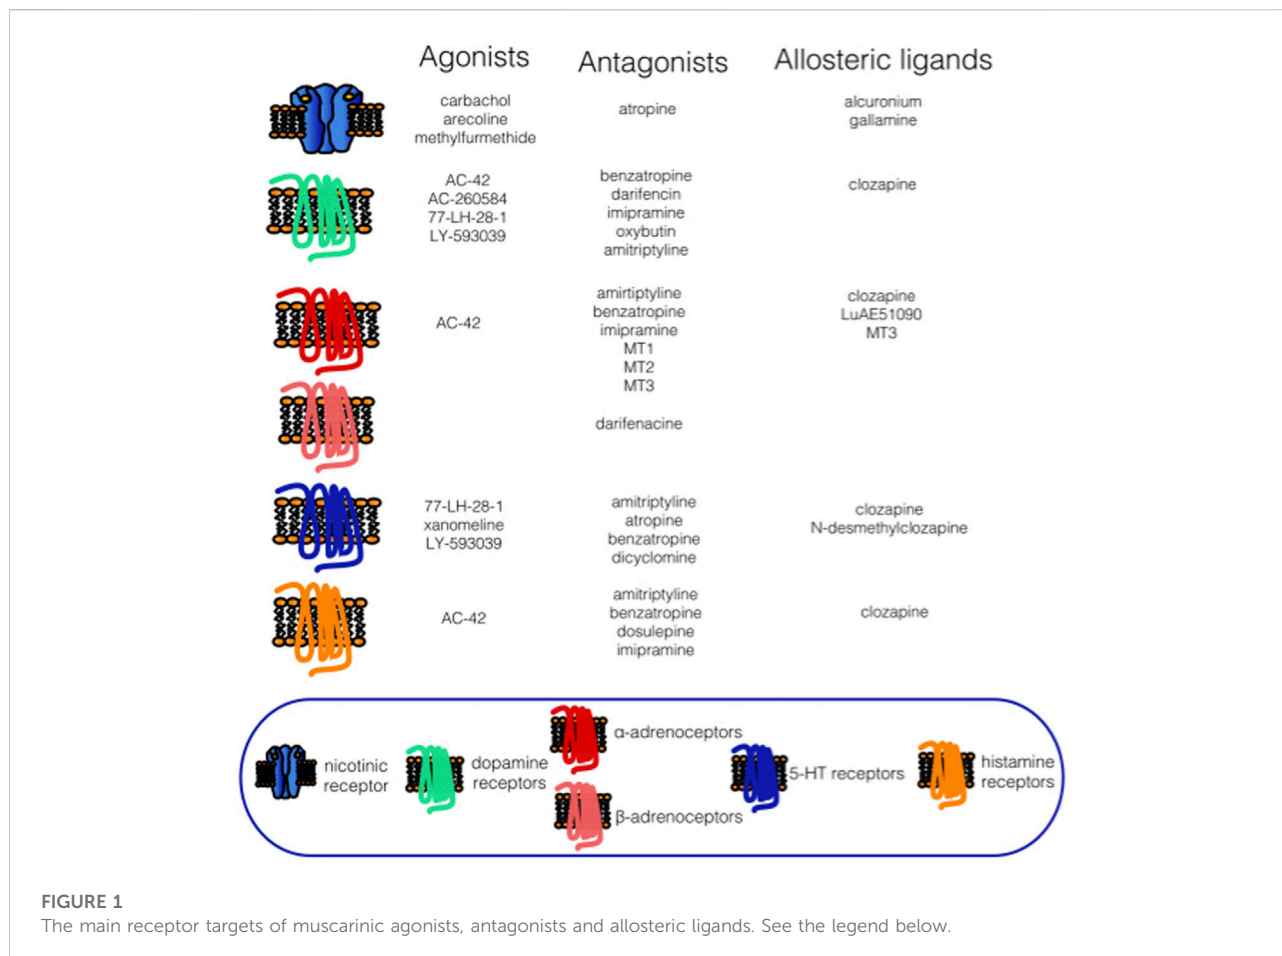 Agonists
Antagonists
Allosteric ligands
carbachol
arecoline
methylfurmethide
atropine
alcuronium
gallamine
AC-42
AC-260584
77-LH-28-1
LY-593039
benzatropine
darifencin
imipramine
oxybutin
amitriptyline
clozapine
AC-42
amirtiptyline
benzatropine
imipramine
MT1
MT2
MT3
clozapine
LuAE51090
MT3
darifenacine
77-LH-28-1
xanomeline
LY-593039
amitriptyline
atropine
benzatropine
dicyclomine
clozapine
N-desmethylclozapine
AC-42
amitriptyline
benzatropine
dosulepine
imipramine
clozapine
nicotinic
receptor
dopamine
receptors
α-adrenoceptors
β-adrenoceptors
5-HT receptors
histamine
receptors
FIGURE 1
The main receptor targets of muscarinic agonists, antagonists and allosteric ligands. See the legend below.